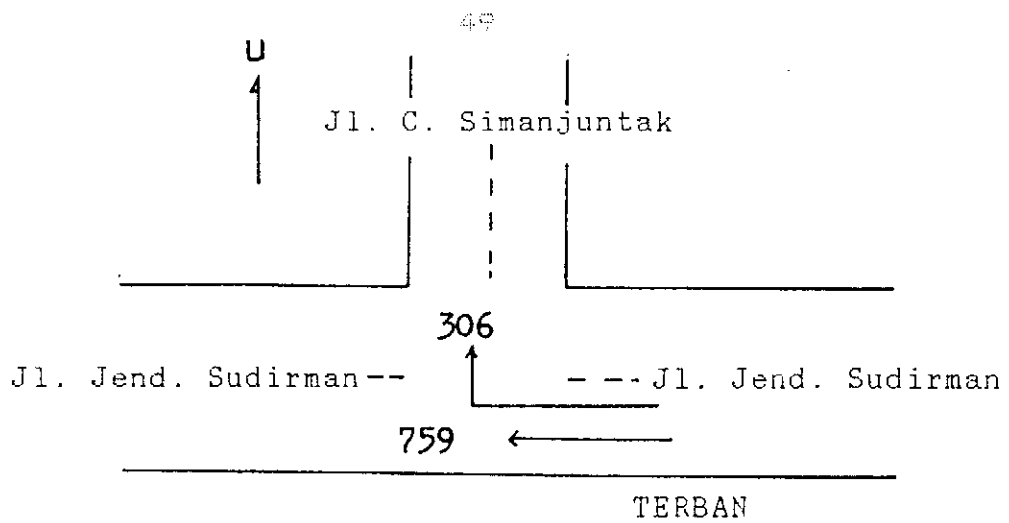 49
U
Jl. C. Simanjuntak
306
Jl. Jend. Sudirman -- --- Jl. Jend. Sudirman
759
TERBAN